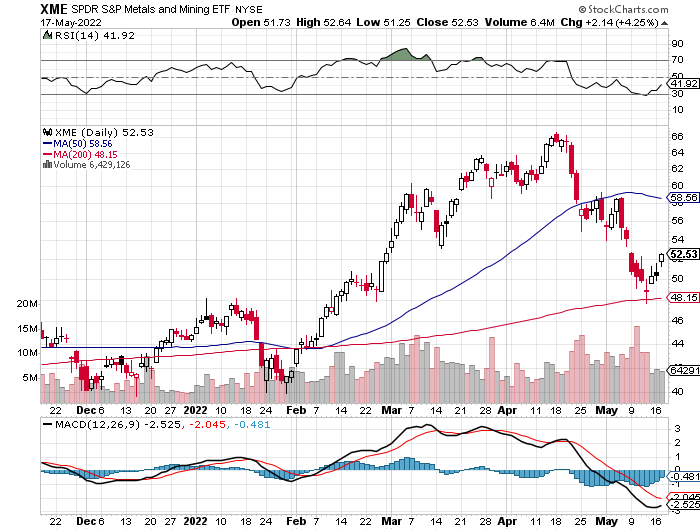 XME SPDR S&P Metals and Mining ETF NYSE © StockCharts.com
17-May-2022 Open 51.73 High 52.64 Low 51.25 Close 52.53 Volume 6.4M Chg +2.14 (+4.25%)
RSI(14) 41.92
90
70
50
41.92
30
10
XME (Daily) 52.53
MA(50) 58.56
MA(200) 48.15
Volume 6,429,126
66
64
62
60
58.56
56
54
52.53
50
48.15
46
44
42
40
20M
15M
10M
5M
64291
22 Dec 6 13 20 27 2022 10 18 24 Feb 7 14 22 Mar 7 14 21 28 Apr 11 18 25 May 9 16
MACD(12,26,9) -2.525, -2.045, -0.481
3
2
1
0
-0.481
-1
-2.045
-2.525
-3
22 Dec 6 13 20 27 2022 10 18 24 Feb 7 14 22 Mar 7 14 21 28 Apr 11 18 25 May 9 16